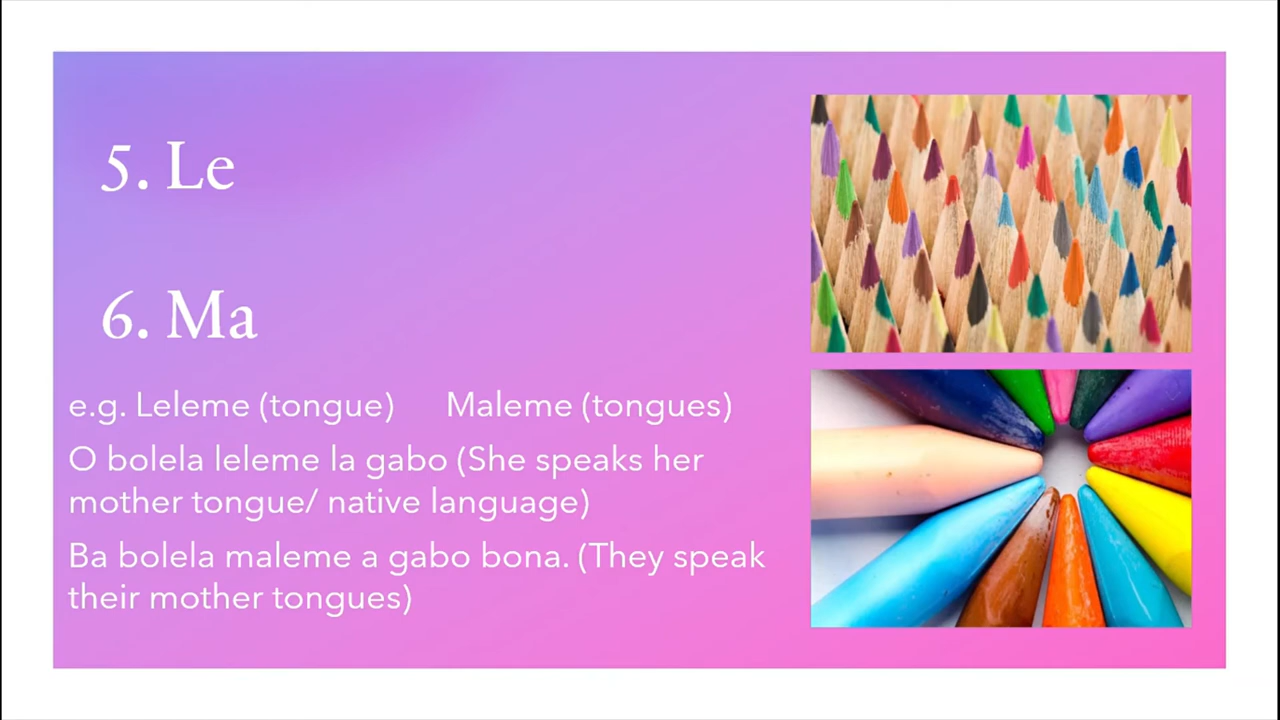 5. Le
6. Ma
e.g. Leleme (tongue) Maleme (tongues)
O bolela leleme la gabo (She speaks her
mother tongue/ native language)
Ba bolela maleme a gabo bona. (They speak
their mother tongues)